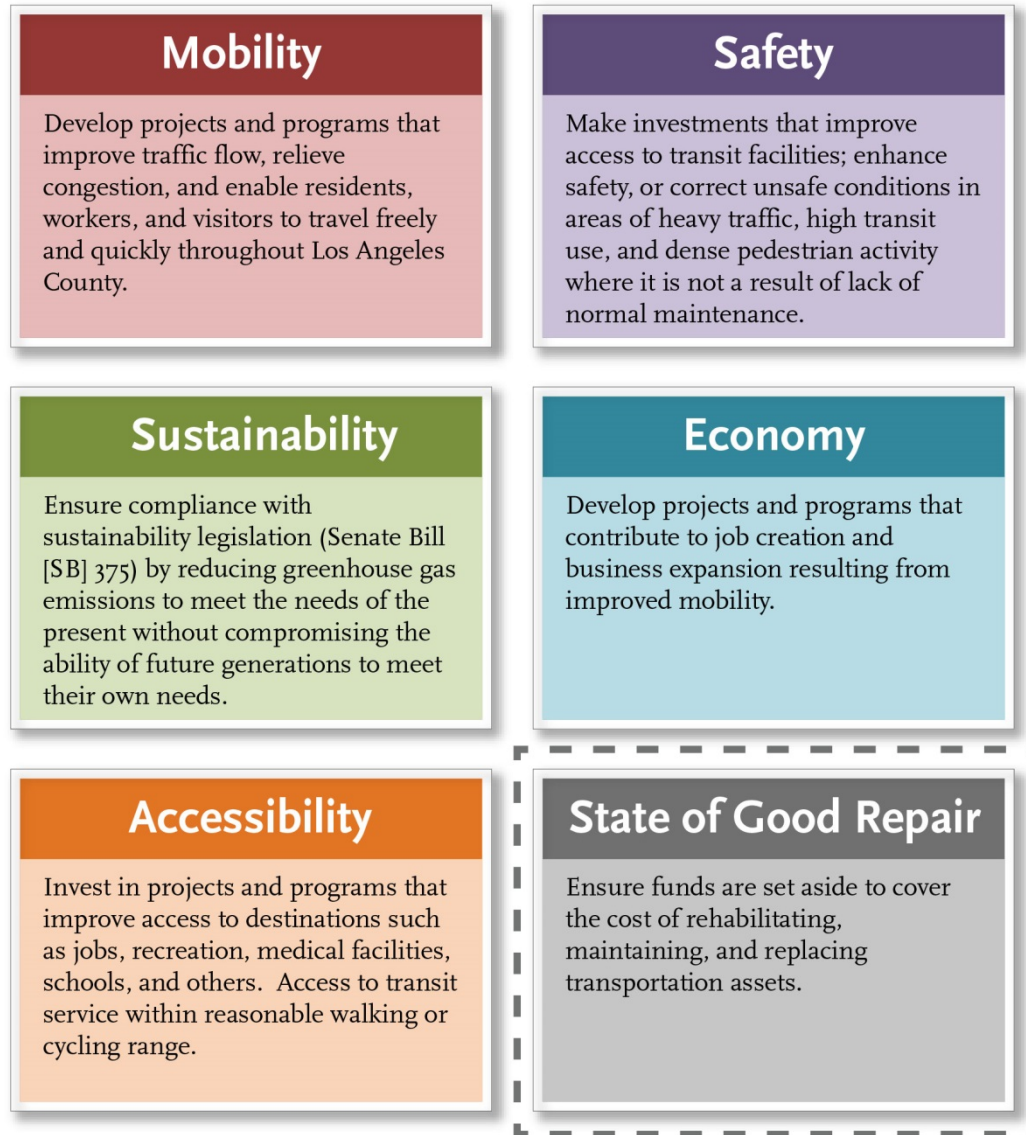 Mobility
Develop projects and programs that
improve traffic flow, relieve
congestion, and enable residents,
workers, and visitors to travel freely
and quickly throughout Los Angeles
County.
Safety
Make investments that improve
access to transit facilities; enhance
safety, or correct unsafe conditions in
areas of heavy traffic, high transit
use, and dense pedestrian activity
where it is not a result of lack of
normal maintenance.
Sustainability
Ensure compliance with
sustainability legislation (Senate Bill
[SB] 375) by reducing greenhouse gas
emissions to meet the needs of the
present without compromising the
ability of future generations to meet
their own needs.
Economy
Develop projects and programs that
contribute to job creation and
business expansion resulting from
improved mobility.
Accessibility
Invest in projects and programs that
improve access to destinations such
as jobs, recreation, medical facilities,
schools, and others.  Access to transit
service within reasonable walking or
cycling range.
State of Good Repair
Ensure funds are set aside to cover
the cost of rehabilitating,
maintaining, and replacing
transportation assets.